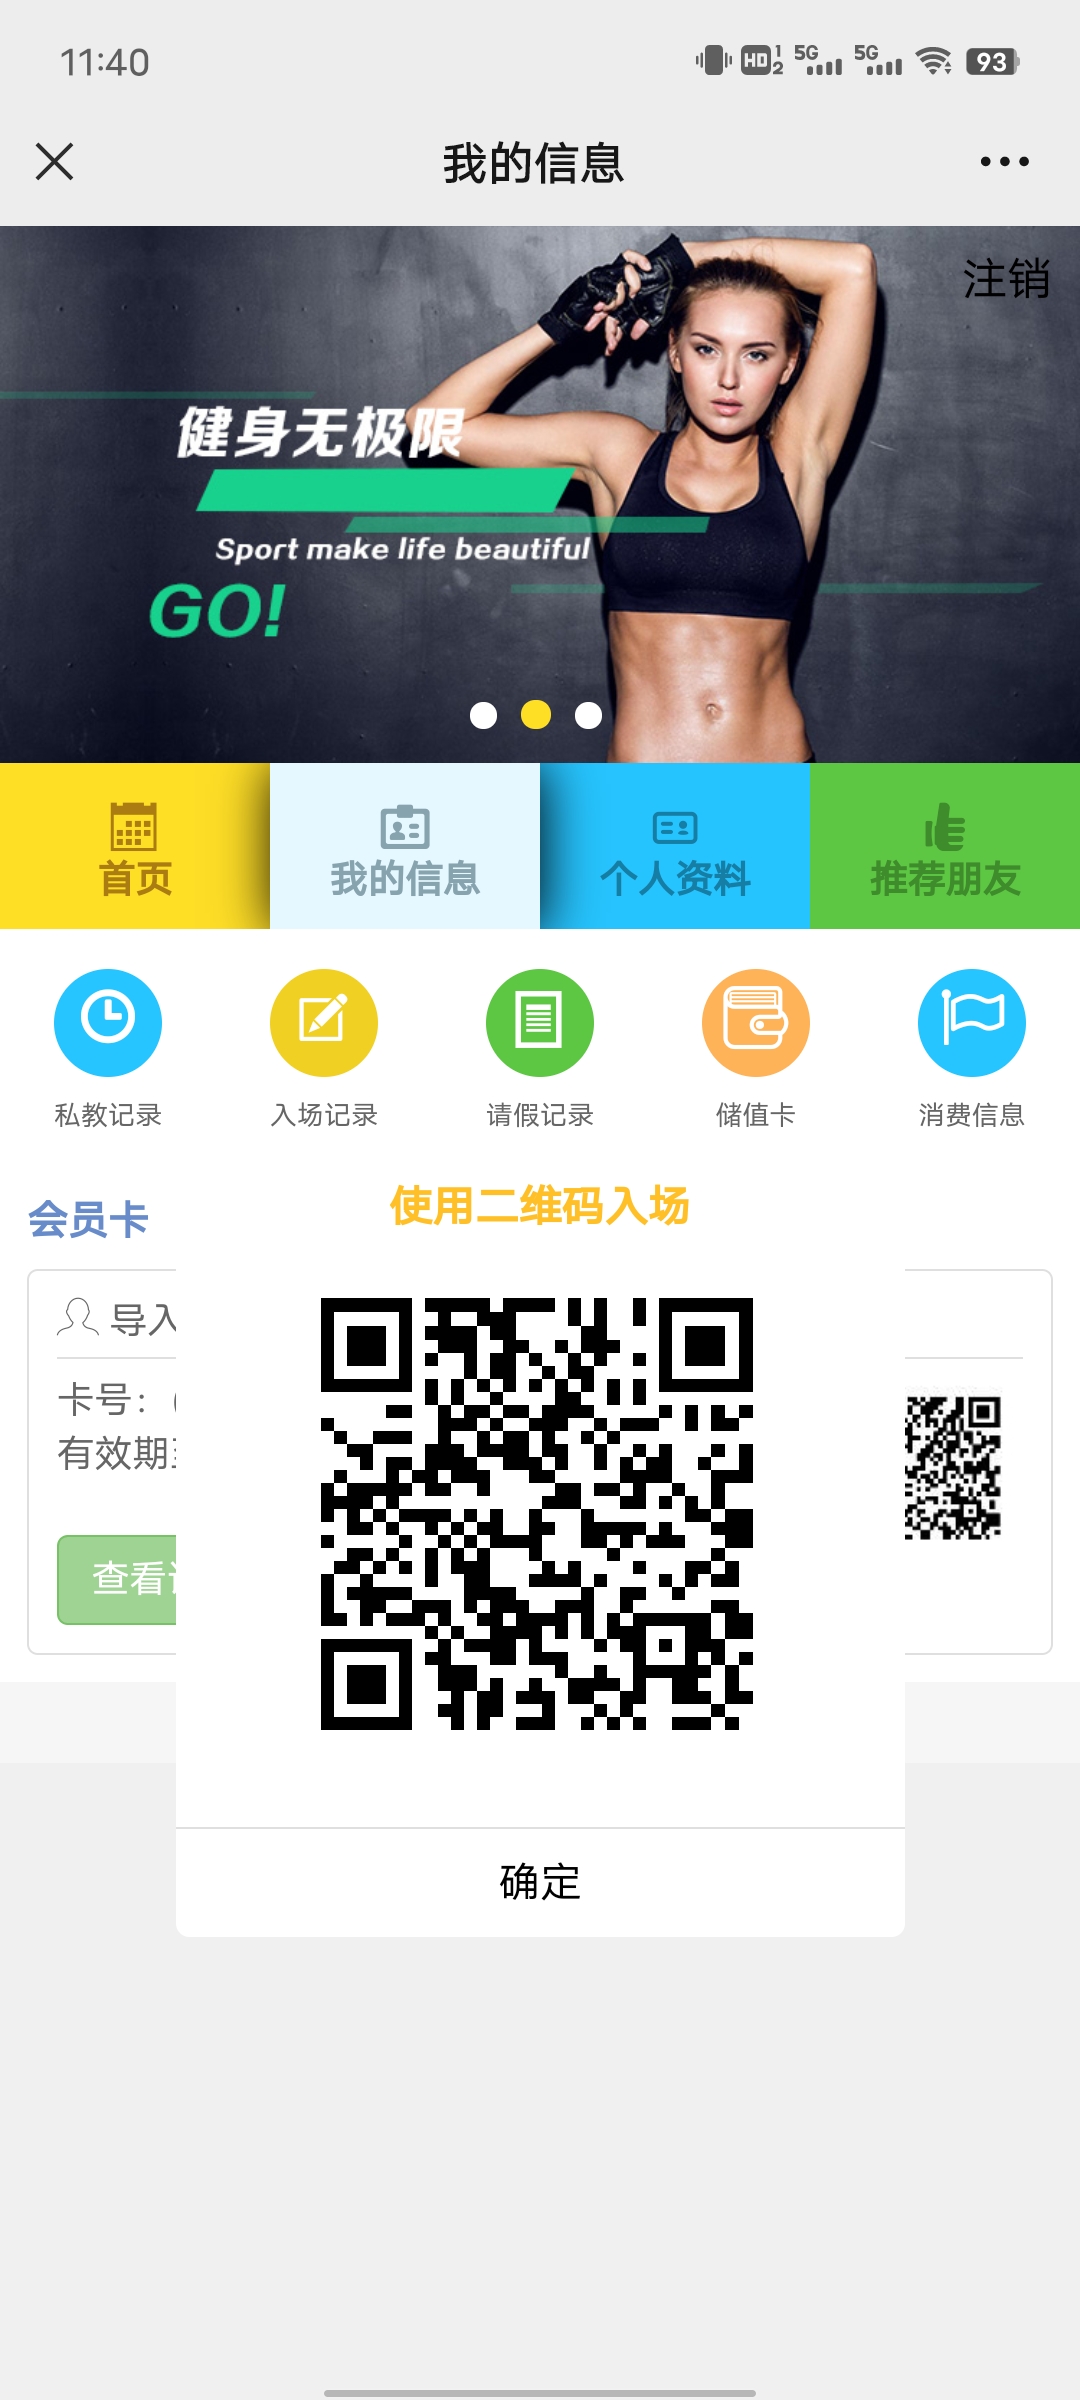 11:40
HD 1 2 5G 5G 93
我的信息
注销
健身无极限
Sport make life beautiful
GO!
首页 我的信息 个人资料 推荐朋友
私教记录 入场记录 请假记录 储值卡 消费信息
会员卡
使用二维码入场
导入
卡号：
有效期
查看
确定